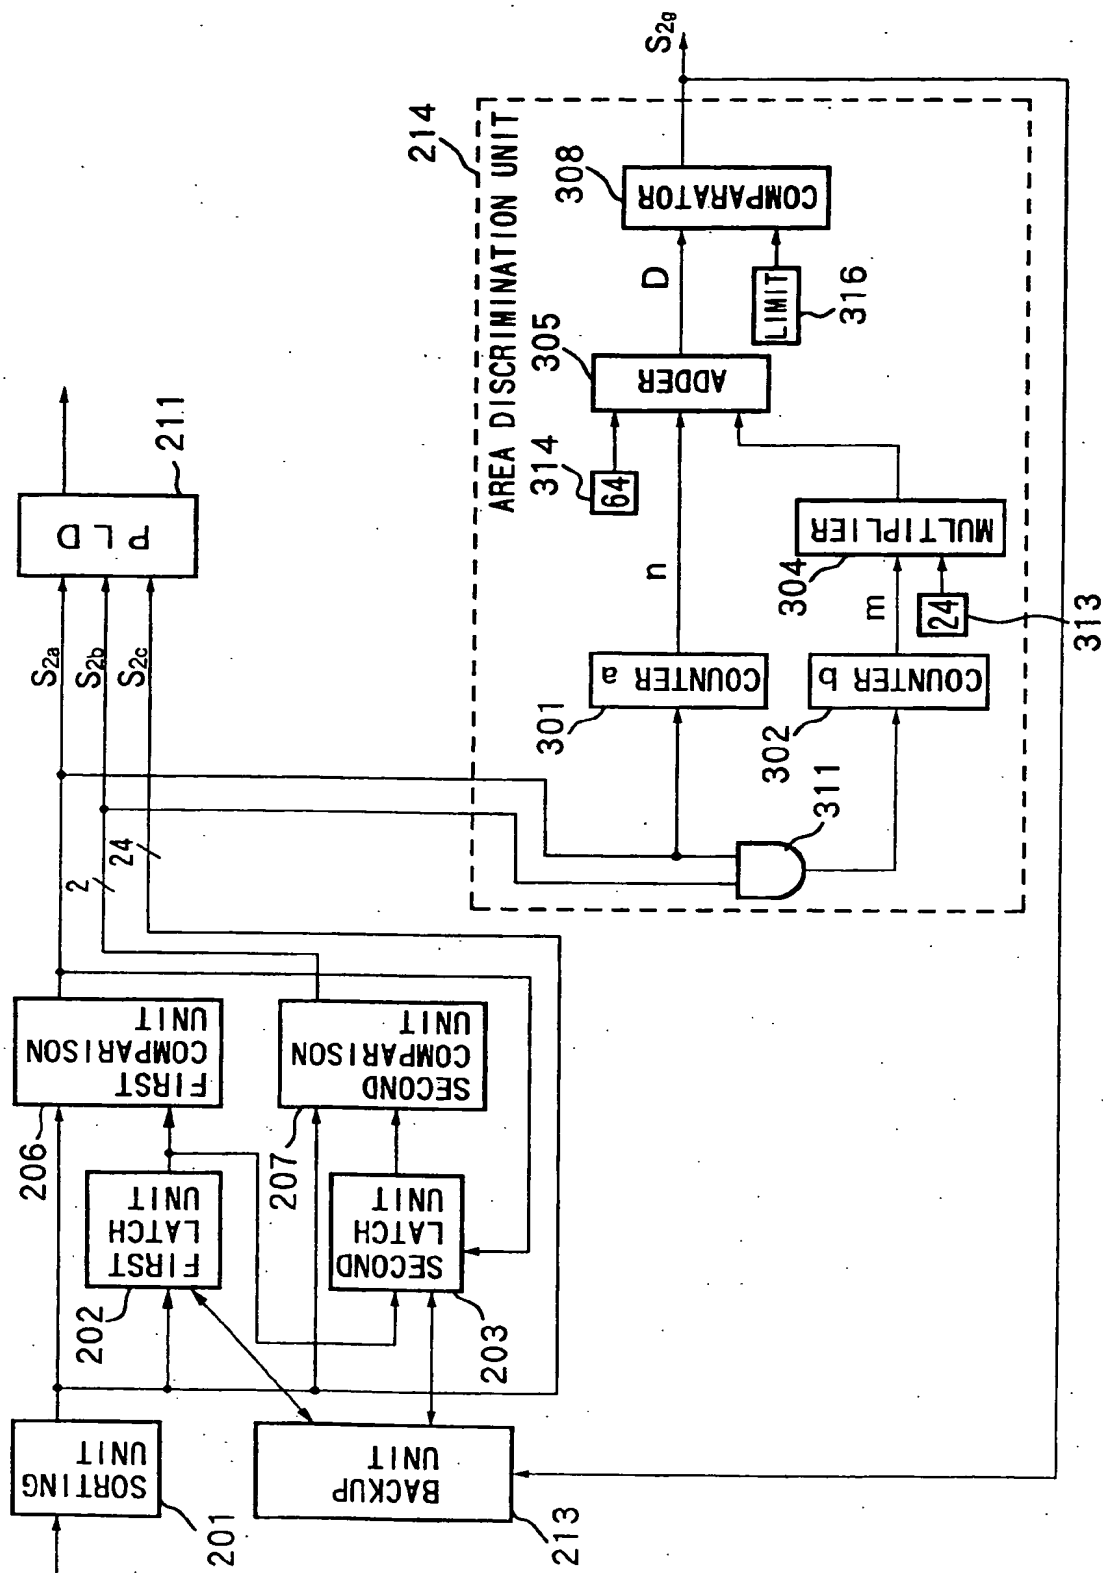 SORTING
UNIT
201
FIRST
LATCH
UNIT
202
FIRST
COMPARISON
UNIT
206
BACKUP
UNIT
213
SECOND
LATCH
UNIT
203
SECOND
COMPARISON
UNIT
207
2
24
S2a
S2b
S2c
PLD
211
AREA DISCRIMINATION UNIT
214
311
COUNTER a
301
COUNTER b
302
n
m
24
313
MULTIPLIER
304
64
314
ADDER
305
D
LIMIT
316
COMPARATOR
308
S2g